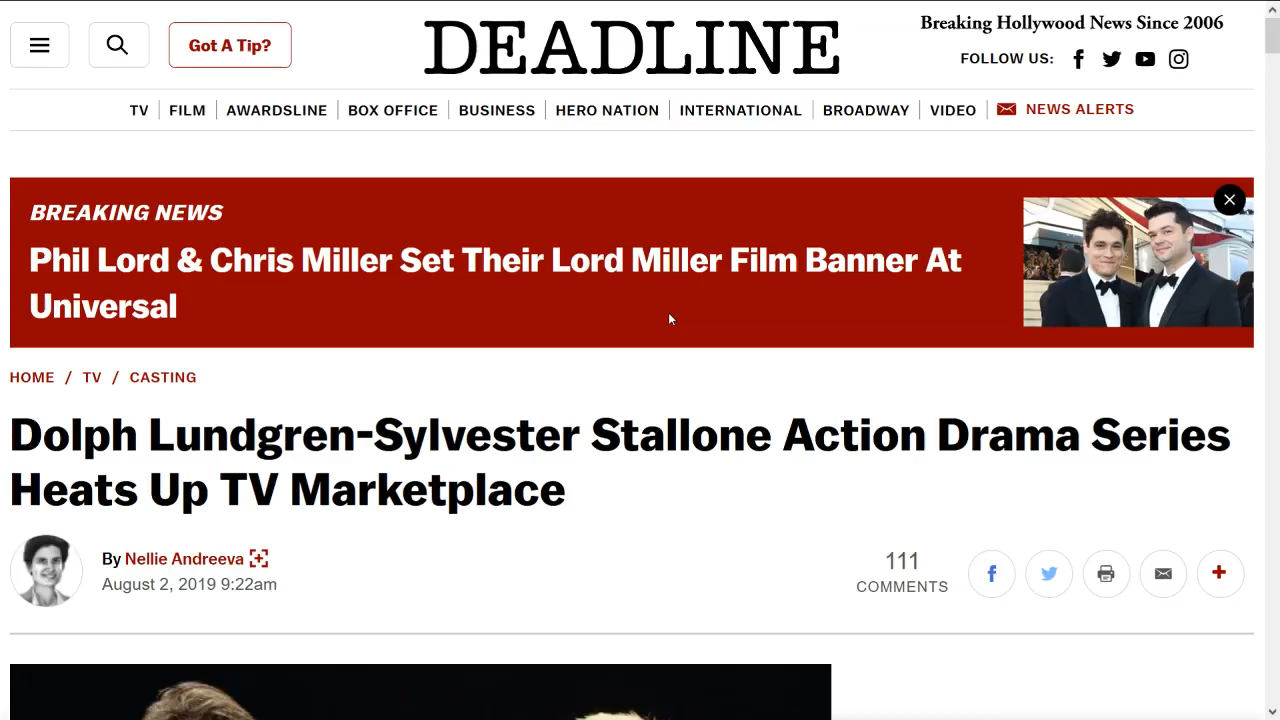 Got A Tip?
DEADLINE
Breaking Hollywood News Since 2006
FOLLOW US:
TV FILM AWARDSLINE BOX OFFICE BUSINESS HERO NATION INTERNATIONAL BROADWAY VIDEO NEWS ALERTS
BREAKING NEWS
Phil Lord & Chris Miller Set Their Lord Miller Film Banner At
Universal
HOME / TV / CASTING
Dolph Lundgren-Sylvester Stallone Action Drama Series
Heats Up TV Marketplace
By Nellie Andreeva
August 2, 2019 9:22am
111
COMMENTS